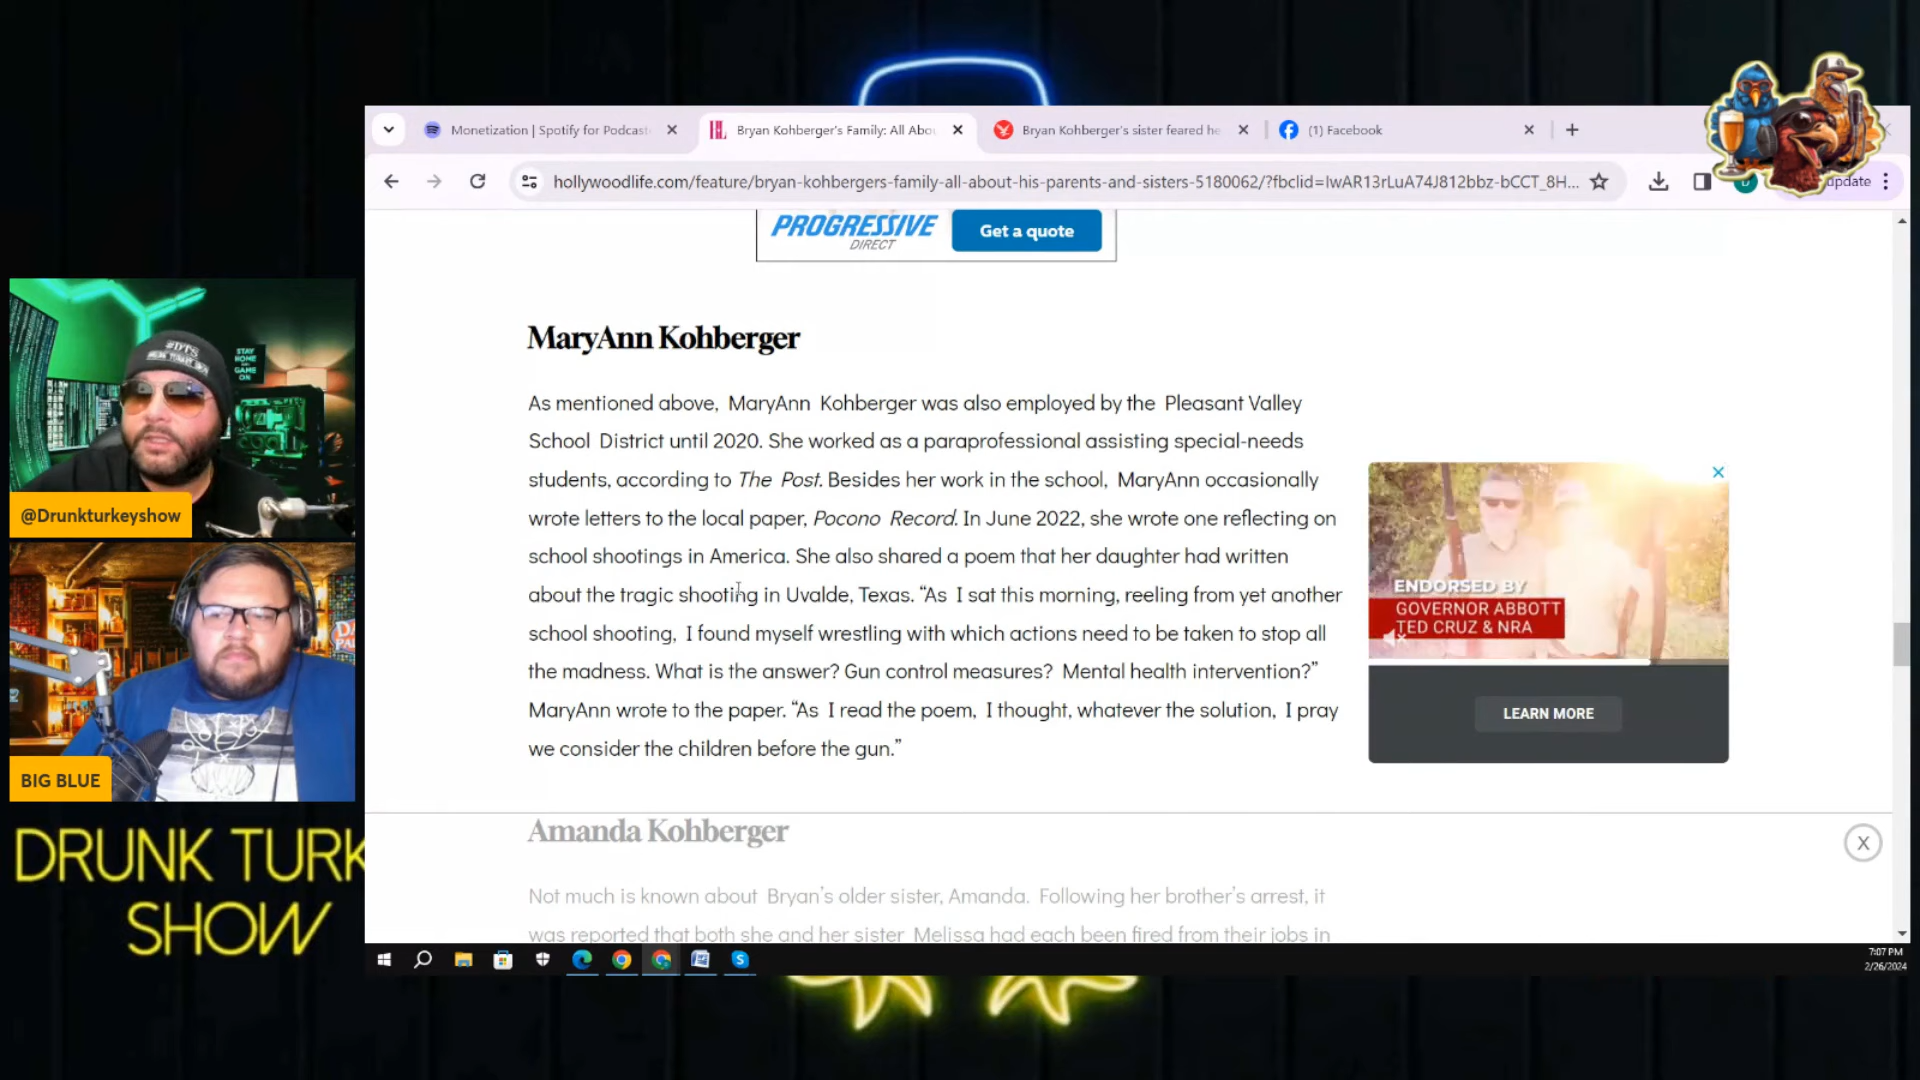 Monetization | Spotify for Podcast
Bryan Kohberger's Family: All Abou
Bryan Kohberger's sister feared he
(1) Facebook
hollywoodlife.com/feature/bryan-kohbergers-family-all-about-his-parents-and-sisters-5180062/?fbclid=IwAR13rLuA74J812bbz-bCCT_8H...
update
PROGRESSIVE
DIRECT
Get a quote
MaryAnn Kohberger
As mentioned above, MaryAnn Kohberger was also employed by the Pleasant Valley
School District until 2020. She worked as a paraprofessional assisting special-needs
students, according to The Post. Besides her work in the school, MaryAnn occasionally
wrote letters to the local paper, Pocono Record. In June 2022, she wrote one reflecting on
school shootings in America. She also shared a poem that her daughter had written
about the tragic shooting in Uvalde, Texas. “As I sat this morning, reeling from yet another
school shooting, I found myself wrestling with which actions need to be taken to stop all
the madness. What is the answer? Gun control measures? Mental health intervention?”
MaryAnn wrote to the paper. “As I read the poem, I thought, whatever the solution, I pray
we consider the children before the gun.”
Amanda Kohberger
Not much is known about Bryan’s older sister, Amanda. Following her brother’s arrest, it
was reported that both she and her sister Melissa had each been fired from their jobs in
ENDORSED BY
GOVERNOR ABBOTT
TED CRUZ & NRA
LEARN MORE
X
STAY
HOME
GAME
ON
#DTS
@Drunkturkeyshow
BIG BLUE
DRUNK TURK
SHOW
7:07 PM
2/26/2024